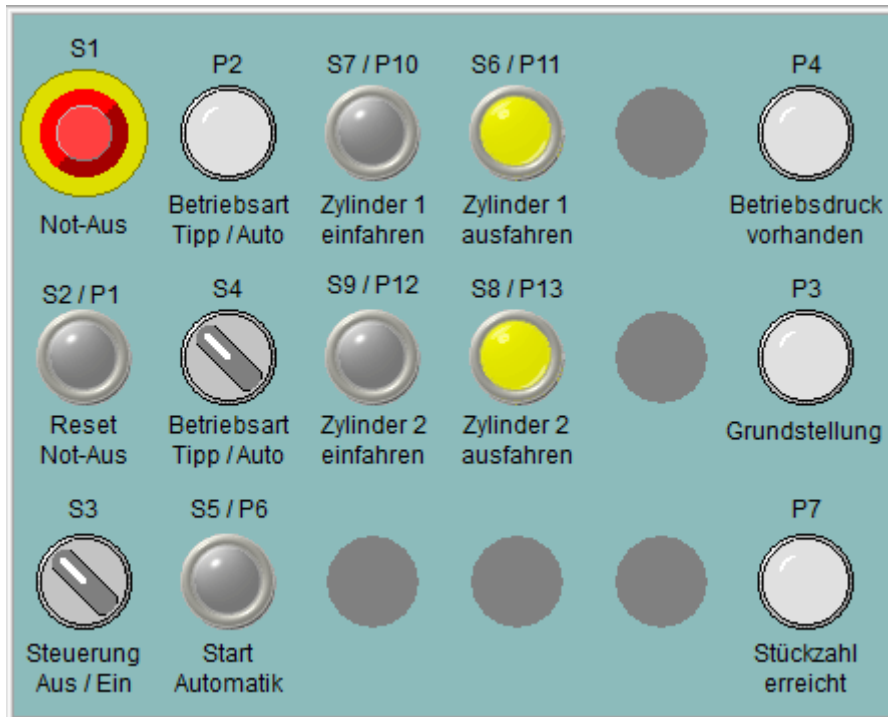 S1
P2
S7 / P10
S6 / P11
P4
Not-Aus
Betriebsart
Tipp / Auto
Zylinder 1
einfahren
Zylinder 1
ausfahren
Betriebsdruck
vorhanden
S2 / P1
S4
S9 / P12
S8 / P13
P3
Reset
Not-Aus
Betriebsart
Tipp / Auto
Zylinder 2
einfahren
Zylinder 2
ausfahren
Grundstellung
S3
S5 / P6
P7
Steuerung
Aus / Ein
Start
Automatik
Stückzahl
erreicht